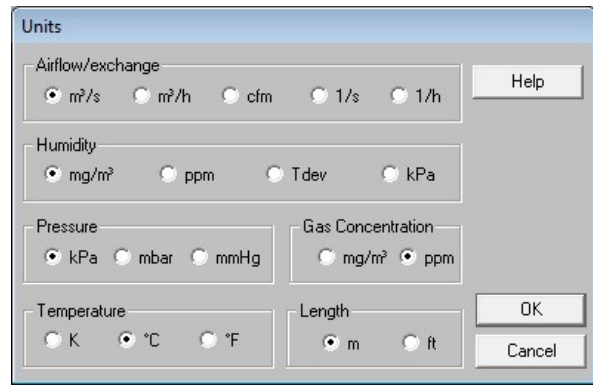 Units
Airflow/exchange
m³/s m³/h cfm 1/s 1/h
Help
Humidity
mg/m³ ppm Tdev kPa
Pressure
kPa mbar mmHg
Gas Concentration
mg/m³ ppm
Temperature
K °C °F
Length
m ft
OK
Cancel